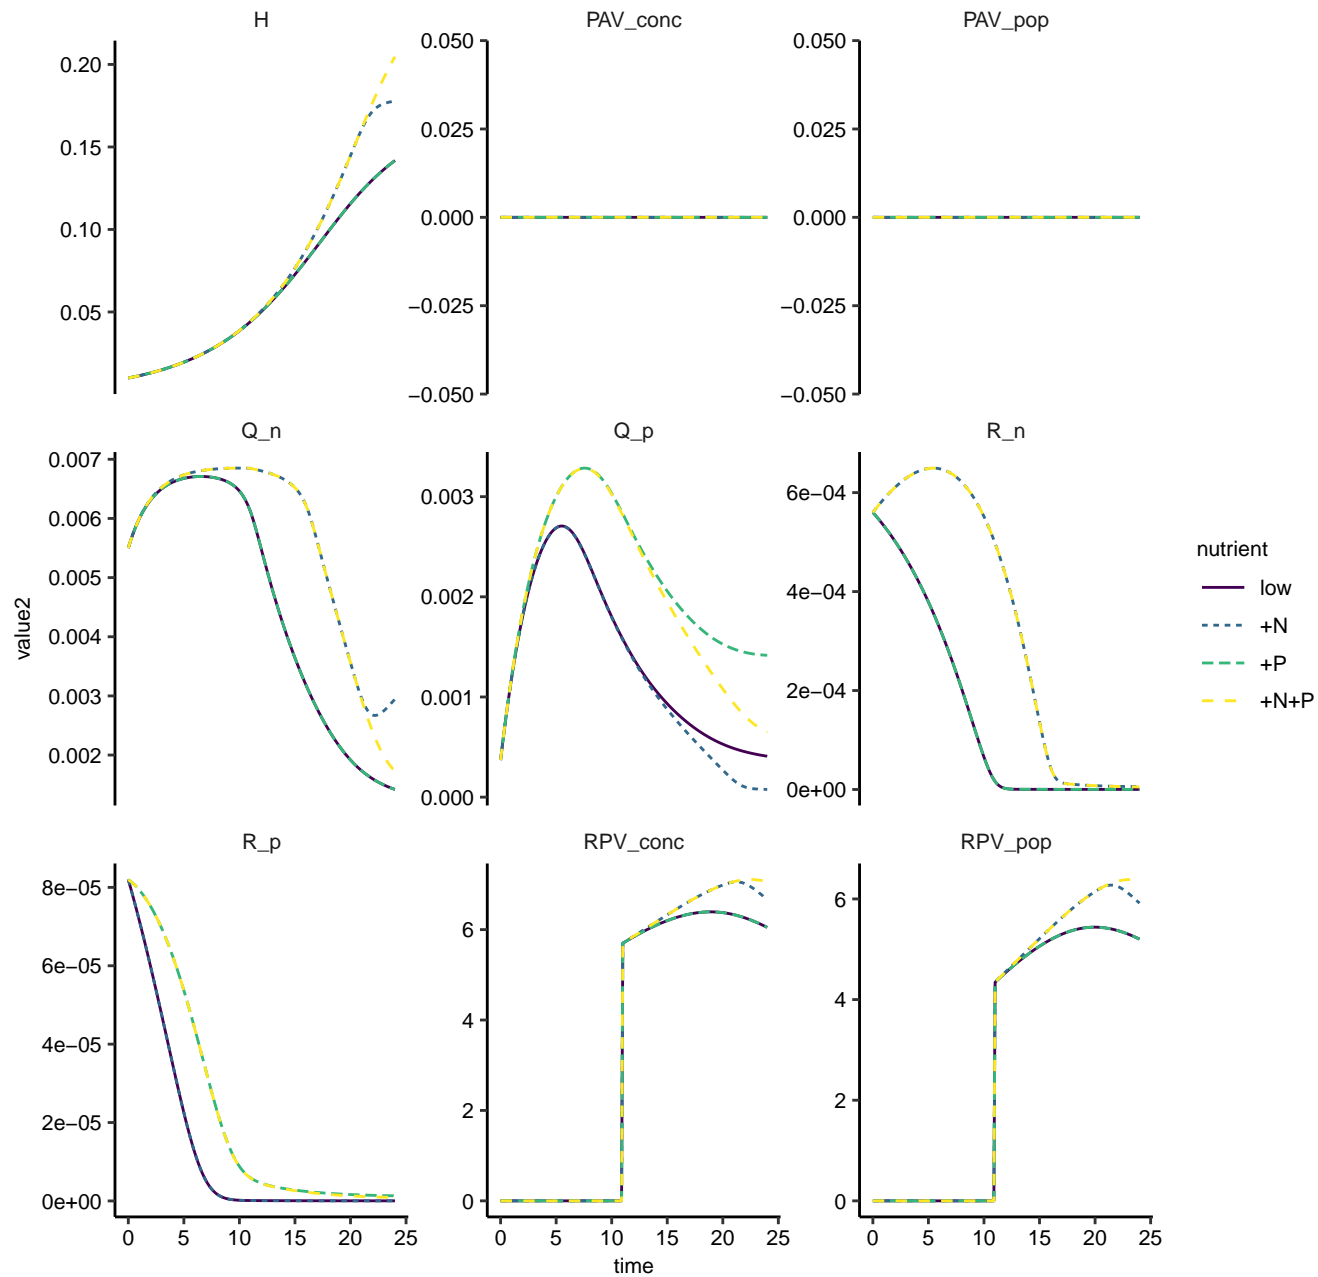 H
PAV_conc
PAV_pop
0.20
0.15
0.10
0.05
0.050
0.025
0.000
−0.025
−0.050
0.050
0.025
0.000
−0.025
−0.050
Q_n
Q_p
R_n
0.007
0.006
0.005
0.004
0.003
0.002
0.003
0.002
0.001
0.000
6e−04
4e−04
2e−04
0e+00
value2
nutrient
low
+N
+P
+N+P
R_p
RPV_conc
RPV_pop
8e−05
6e−05
4e−05
2e−05
0e+00
6
4
2
0
6
4
2
0
0 5 10 15 20 25
0 5 10 15 20 25
0 5 10 15 20 25
time